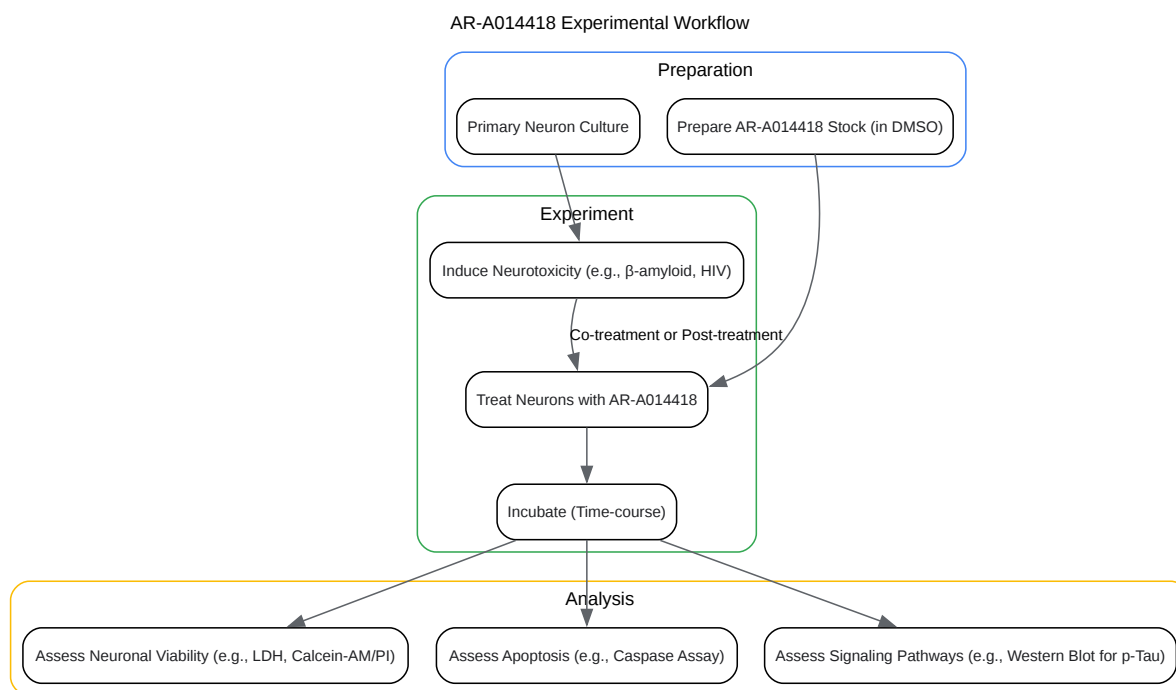 AR-A014418 Experimental Workflow
Preparation
Primary Neuron Culture
Prepare AR-A014418 Stock (in DMSO)
Experiment
Induce Neurotoxicity (e.g., β-amyloid, HIV)
Co-treatment or Post-treatment
Treat Neurons with AR-A014418
Incubate (Time-course)
Analysis
Assess Neuronal Viability (e.g., LDH, Calcein-AM/PI)
Assess Apoptosis (e.g., Caspase Assay)
Assess Signaling Pathways (e.g., Western Blot for p-Tau)